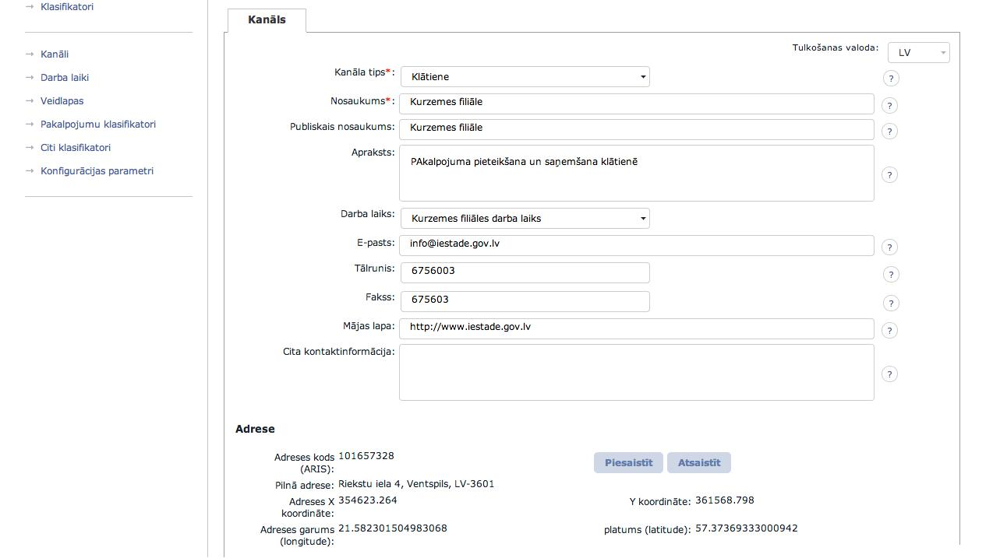 → Klasifikatori
→ Kanāli
→ Darba laiki
→ Veidlapas
→ Pakalpojumu klasifikatori
→ Citi klasifikatori
→ Konfigurācijas parametri
Kanāls
Tulkošanas valoda: LV
Kanāla tips*: Klātiene ?
Nosaukums*: Kurzemes filiāle ?
Publiskais nosaukums: Kurzemes filiāle ?
Apraksts: PAkalpojuma pieteikšana un saņemšana klātienē ?
Darba laiks: Kurzemes filiāles darba laiks
E-pasts: info@iestade.gov.lv ?
Tālrunis: 6756003 ?
Fakss: 675603 ?
Mājas lapa: http://www.iestade.gov.lv ?
Cita kontaktinformācija: ?
Adrese
Adreses kods 101657328 Piesaistīt Atsaistīt
(ARIS):
Pilnā adrese: Riekstu iela 4, Ventspils, LV-3601
Adreses X 354623.264 Y koordināte: 361568.798
koordināte:
Adreses garums 21.582301504983068 platums (latitude): 57.37369333000942
(longitude):